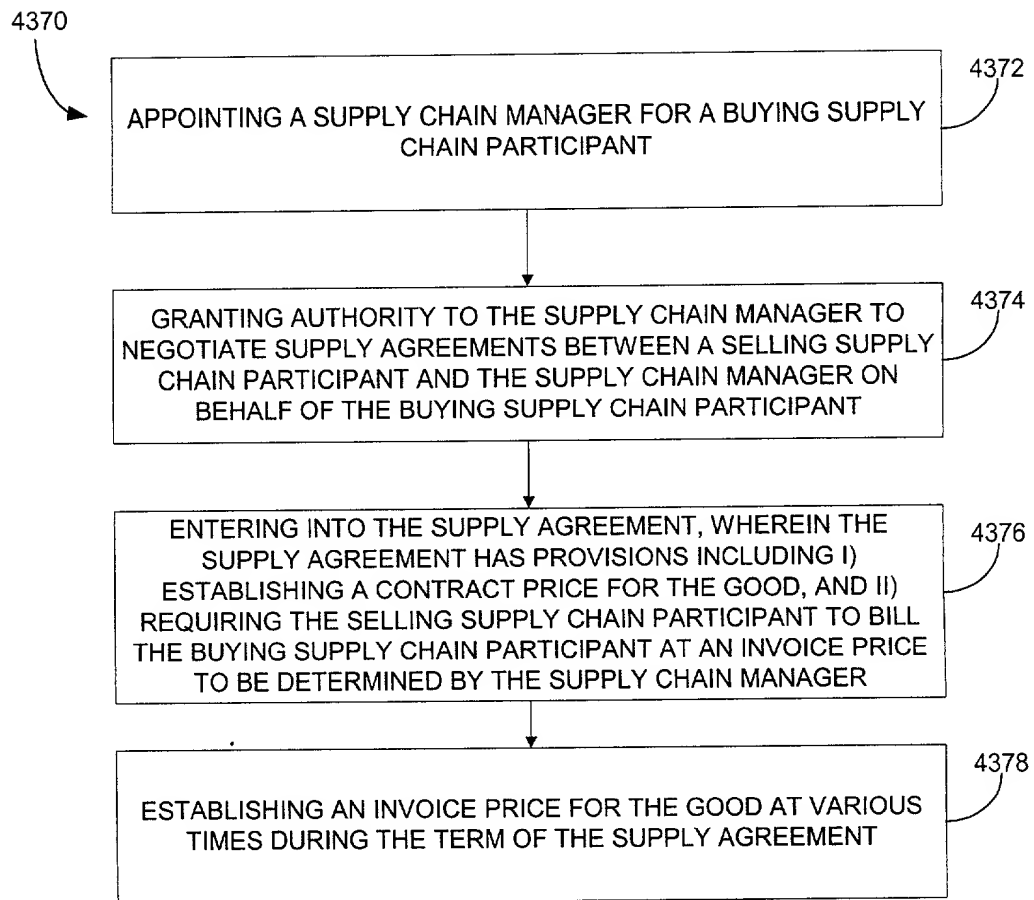 4370
4372
APPOINTING A SUPPLY CHAIN MANAGER FOR A BUYING SUPPLY
CHAIN PARTICIPANT
4374
GRANTING AUTHORITY TO THE SUPPLY CHAIN MANAGER TO
NEGOTIATE SUPPLY AGREEMENTS BETWEEN A SELLING SUPPLY
CHAIN PARTICIPANT AND THE SUPPLY CHAIN MANAGER ON
BEHALF OF THE BUYING SUPPLY CHAIN PARTICIPANT
4376
ENTERING INTO THE SUPPLY AGREEMENT, WHEREIN THE
SUPPLY AGREEMENT HAS PROVISIONS INCLUDING I)
ESTABLISHING A CONTRACT PRICE FOR THE GOOD, AND II)
REQUIRING THE SELLING SUPPLY CHAIN PARTICIPANT TO BILL
THE BUYING SUPPLY CHAIN PARTICIPANT AT AN INVOICE PRICE
TO BE DETERMINED BY THE SUPPLY CHAIN MANAGER
4378
ESTABLISHING AN INVOICE PRICE FOR THE GOOD AT VARIOUS
TIMES DURING THE TERM OF THE SUPPLY AGREEMENT